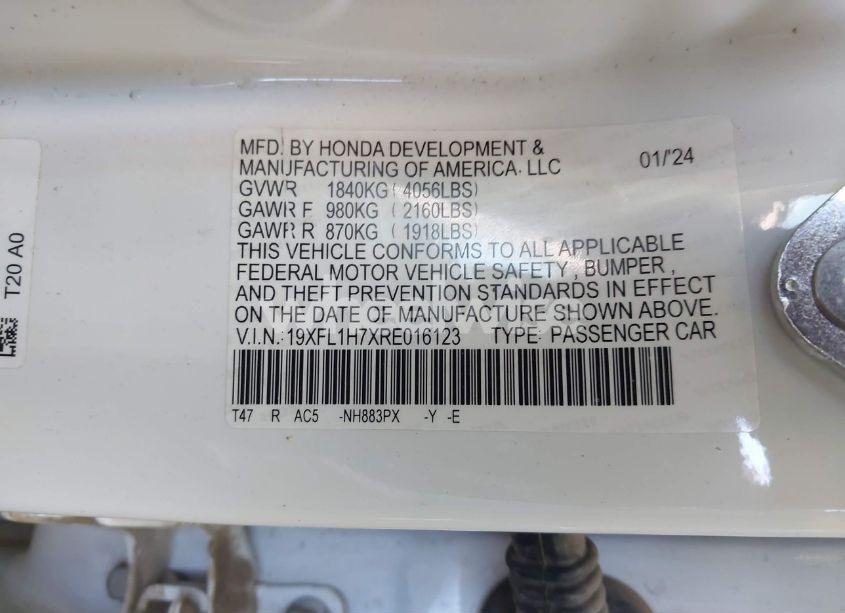 MFD. BY HONDA DEVELOPMENT &
MANUFACTURING OF AMERICA. LLC 01/'24
GVWR 1840KG ( 4056LBS)
GAWR F 980KG ( 2160LBS)
GAWR R 870KG ( 1918LBS)
THIS VEHICLE CONFORMS TO ALL APPLICABLE
FEDERAL MOTOR VEHICLE SAFETY , BUMPER ,
AND THEFT PREVENTION STANDARDS IN EFFECT
ON THE DATE OF MANUFACTURE SHOWN ABOVE.
V.I.N.: 19XFL1H7XRE016123 TYPE: PASSENGER CAR
T47 R AC5 -NH883PX -Y -E
T20 A0